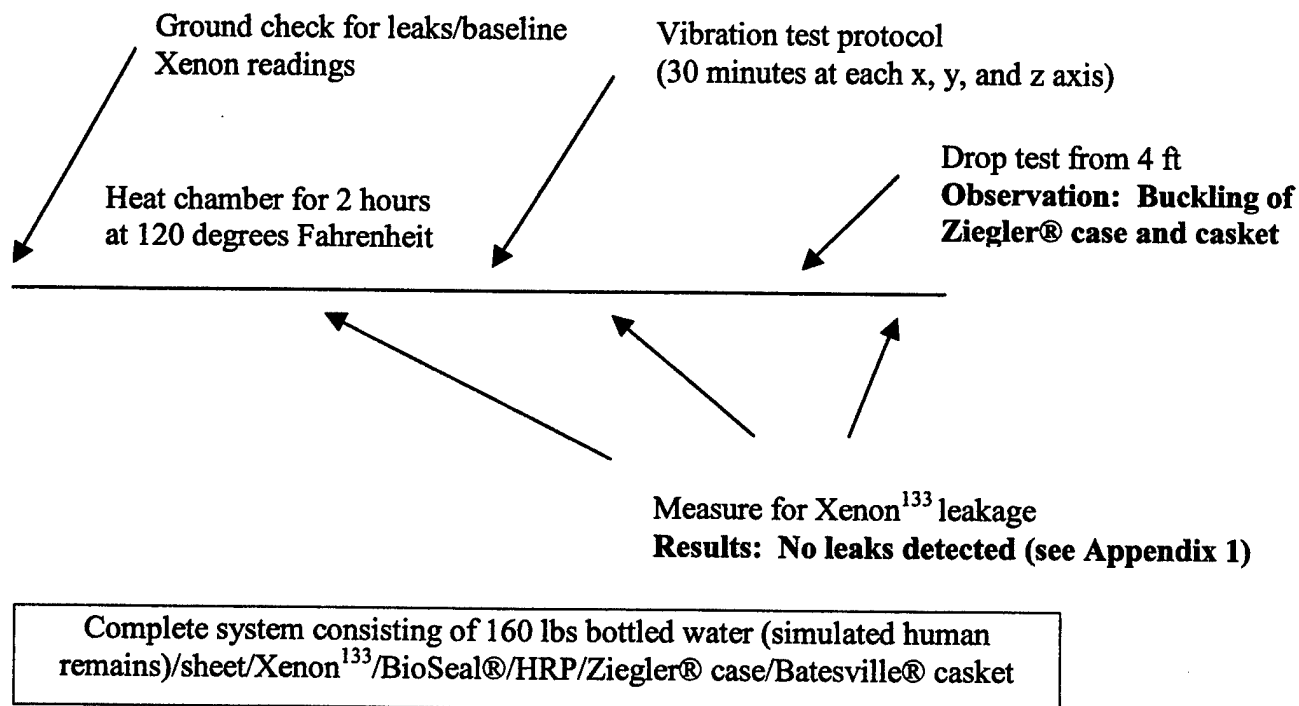 Ground check for leaks/baseline
Xenon readings
Vibration test protocol
(30 minutes at each x, y, and z axis)
Drop test from 4 ft
Observation: Buckling of
Ziegler® case and casket
Heat chamber for 2 hours
at 120 degrees Fahrenheit
Measure for Xenon¹³³ leakage
Results: No leaks detected (see Appendix 1)
Complete system consisting of 160 lbs bottled water (simulated human
remains)/sheet/Xenon¹³³/BioSeal®/HRP/Ziegler® case/Batesville® casket